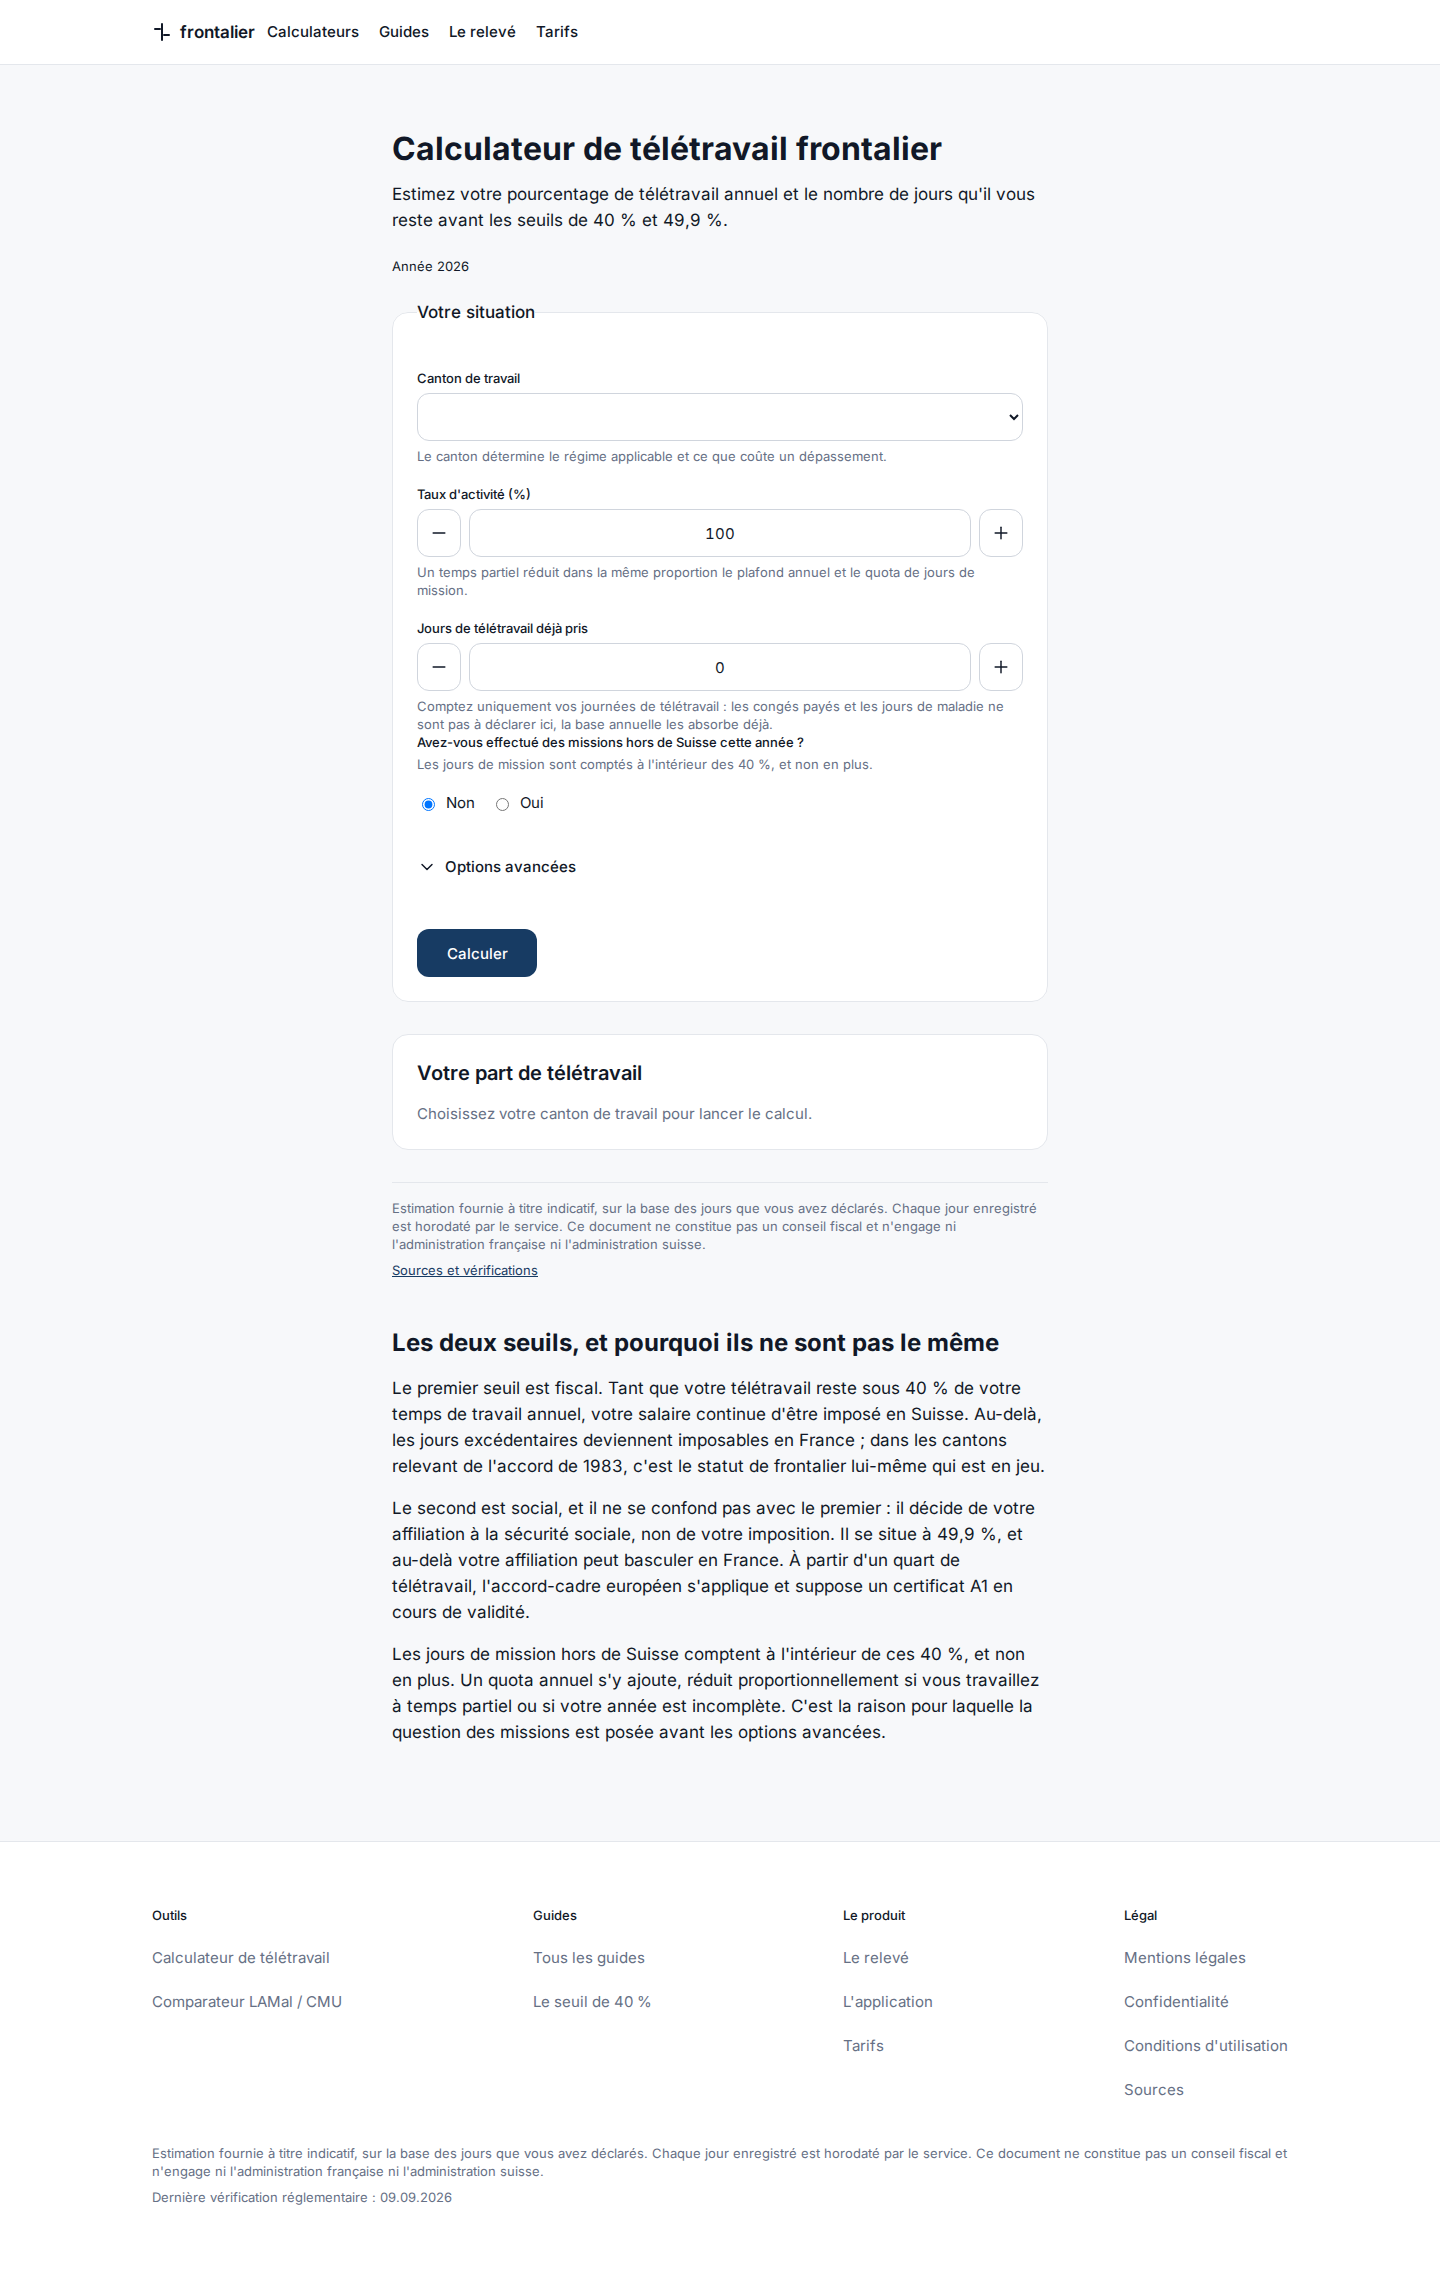 frontalier Calculateurs Guides Le relevé Tarifs
Calculateur de télétravail frontalier
Estimez votre pourcentage de télétravail annuel et le nombre de jours qu'il vous
reste avant les seuils de 40 % et 49,9 %.
Année 2026
Votre situation
Canton de travail
Le canton détermine le régime applicable et ce que coûte un dépassement.
Taux d'activité (%)
100
Un temps partiel réduit dans la même proportion le plafond annuel et le quota de jours de
mission.
Jours de télétravail déjà pris
0
Comptez uniquement vos journées de télétravail : les congés payés et les jours de maladie ne
sont pas à déclarer ici, la base annuelle les absorbe déjà.
Avez-vous effectué des missions hors de Suisse cette année ?
Les jours de mission sont comptés à l'intérieur des 40 %, et non en plus.
Non Oui
Options avancées
Calculer
Votre part de télétravail
Choisissez votre canton de travail pour lancer le calcul.
Estimation fournie à titre indicatif, sur la base des jours que vous avez déclarés. Chaque jour enregistré
est horodaté par le service. Ce document ne constitue pas un conseil fiscal et n'engage ni
l'administration française ni l'administration suisse.
Sources et vérifications
Les deux seuils, et pourquoi ils ne sont pas le même
Le premier seuil est fiscal. Tant que votre télétravail reste sous 40 % de votre
temps de travail annuel, votre salaire continue d'être imposé en Suisse. Au-delà,
les jours excédentaires deviennent imposables en France ; dans les cantons
relevant de l'accord de 1983, c'est le statut de frontalier lui-même qui est en jeu.
Le second est social, et il ne se confond pas avec le premier : il décide de votre
affiliation à la sécurité sociale, non de votre imposition. Il se situe à 49,9 %, et
au-delà votre affiliation peut basculer en France. À partir d'un quart de
télétravail, l'accord-cadre européen s'applique et suppose un certificat A1 en
cours de validité.
Les jours de mission hors de Suisse comptent à l'intérieur de ces 40 %, et non
en plus. Un quota annuel s'y ajoute, réduit proportionnellement si vous travaillez
à temps partiel ou si votre année est incomplète. C'est la raison pour laquelle la
question des missions est posée avant les options avancées.
Outils
Calculateur de télétravail
Comparateur LAMal / CMU
Guides
Tous les guides
Le seuil de 40 %
Le produit
Le relevé
L'application
Tarifs
Légal
Mentions légales
Confidentialité
Conditions d'utilisation
Sources
Estimation fournie à titre indicatif, sur la base des jours que vous avez déclarés. Chaque jour enregistré est horodaté par le service. Ce document ne constitue pas un conseil fiscal et
n'engage ni l'administration française ni l'administration suisse.
Dernière vérification réglementaire : 09.09.2026